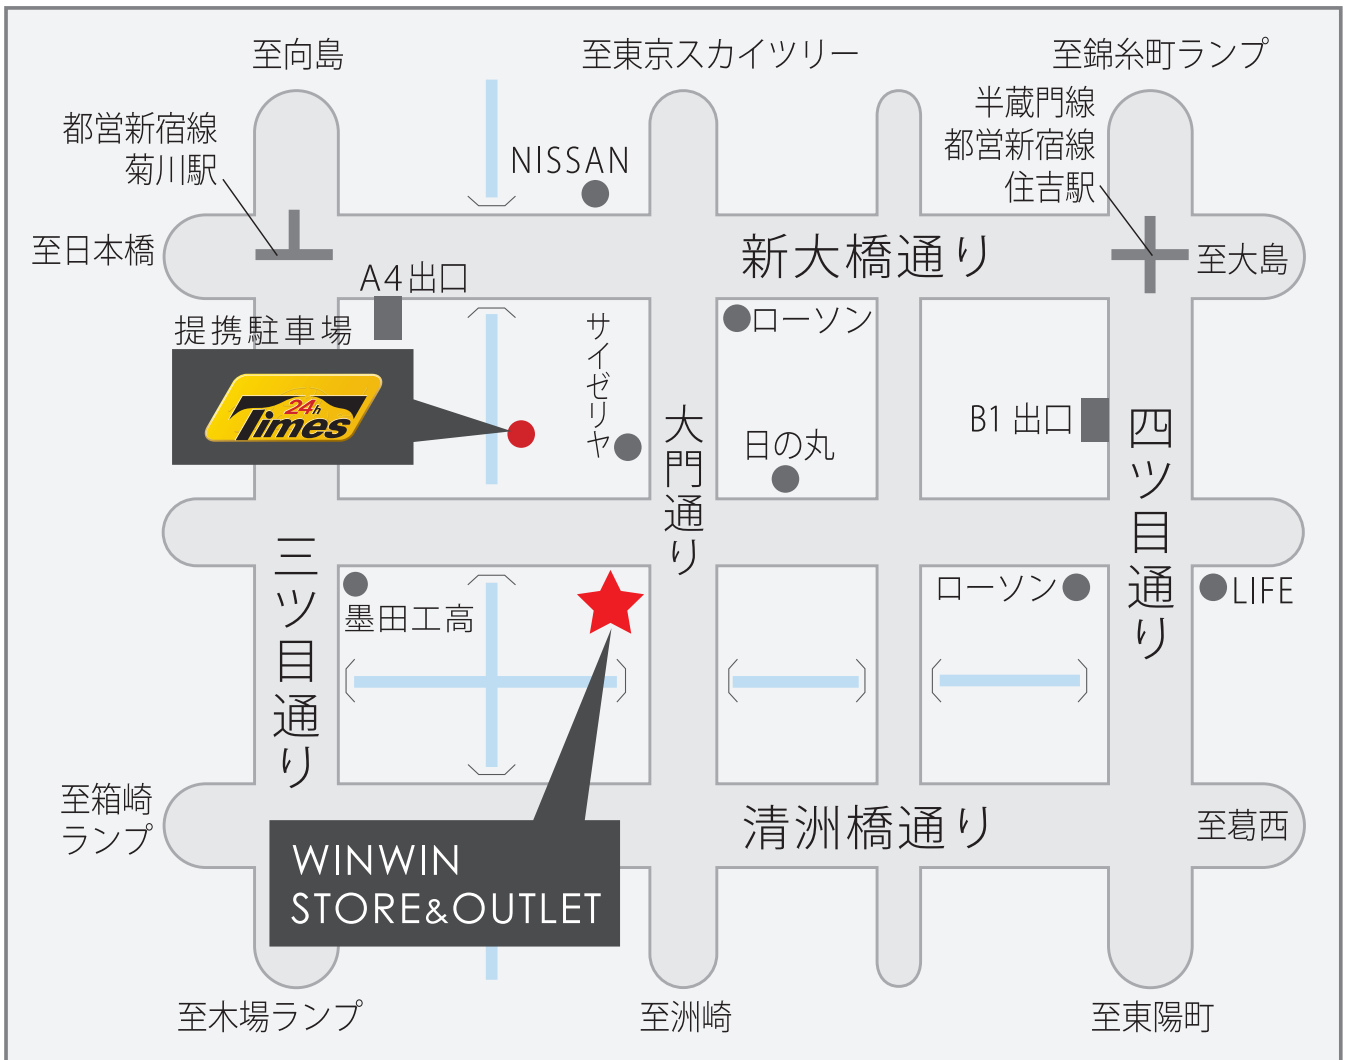 至向島
至東京スカイツリー
至錦糸町ランプ
都営新宿線
菊川駅
NISSAN
半蔵門線
都営新宿線
住吉駅
至日本橋
新大橋通り
至大島
A4出口
提携駐車場
24h
Times
サイゼリヤ
ローソン
大門通り
日の丸
B1 出口
四ツ目通り
三ツ目通り
墨田工高
ローソン
LIFE
至箱崎
ランプ
清洲橋通り
至葛西
WINWIN
STORE&OUTLET
至木場ランプ
至洲崎
至東陽町